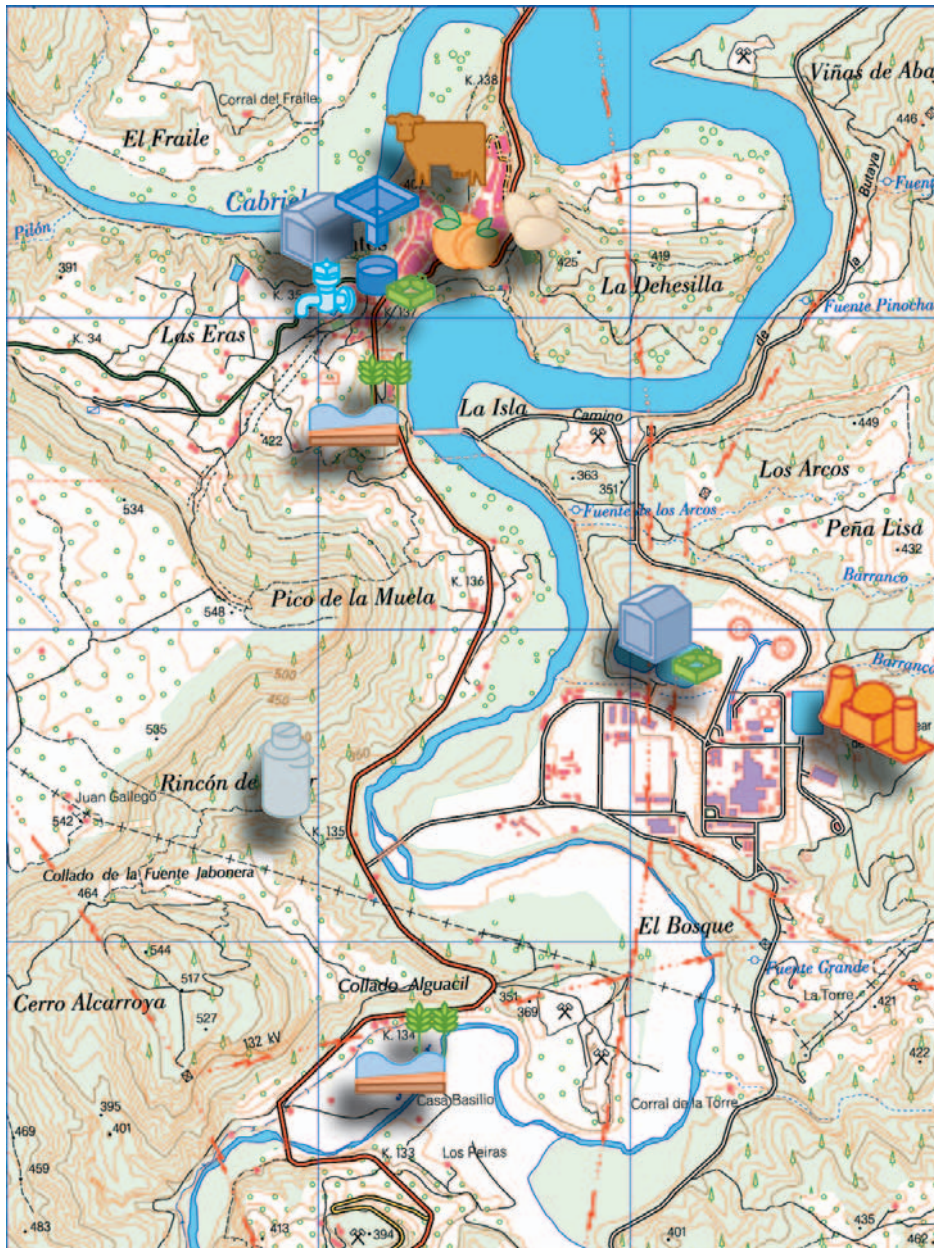 K. 138
Viñas de Aba
Corral del Fraile
El Fraile
446
Butaya
Fuent
Cabriel
Pilón
391
425
419
La Dehesilla
la
Fuente Pinocha
K. 137
Las Eras
K. 34
de
La Isla
Camino
422
449
363
351
Los Arcos
534
Fuente de los Arcos
Peña Lisa
432
K. 136
Barranco
Pico de la Muela
548
500
450
Barranco
535
Rincón de
Juan Gallego
542
K. 135
Collado de la Fuente Jabonera
464
El Bosque
544
517
Fuente Grande
Collado Alguacil
La Torre
421
Cerro Alcarroya
351
369
527
132 kV
K. 134
422
Casa Basilio
Corral de la Torre
395
401
469
459
K. 133
Los Peiras
483
413
394
401
435
462